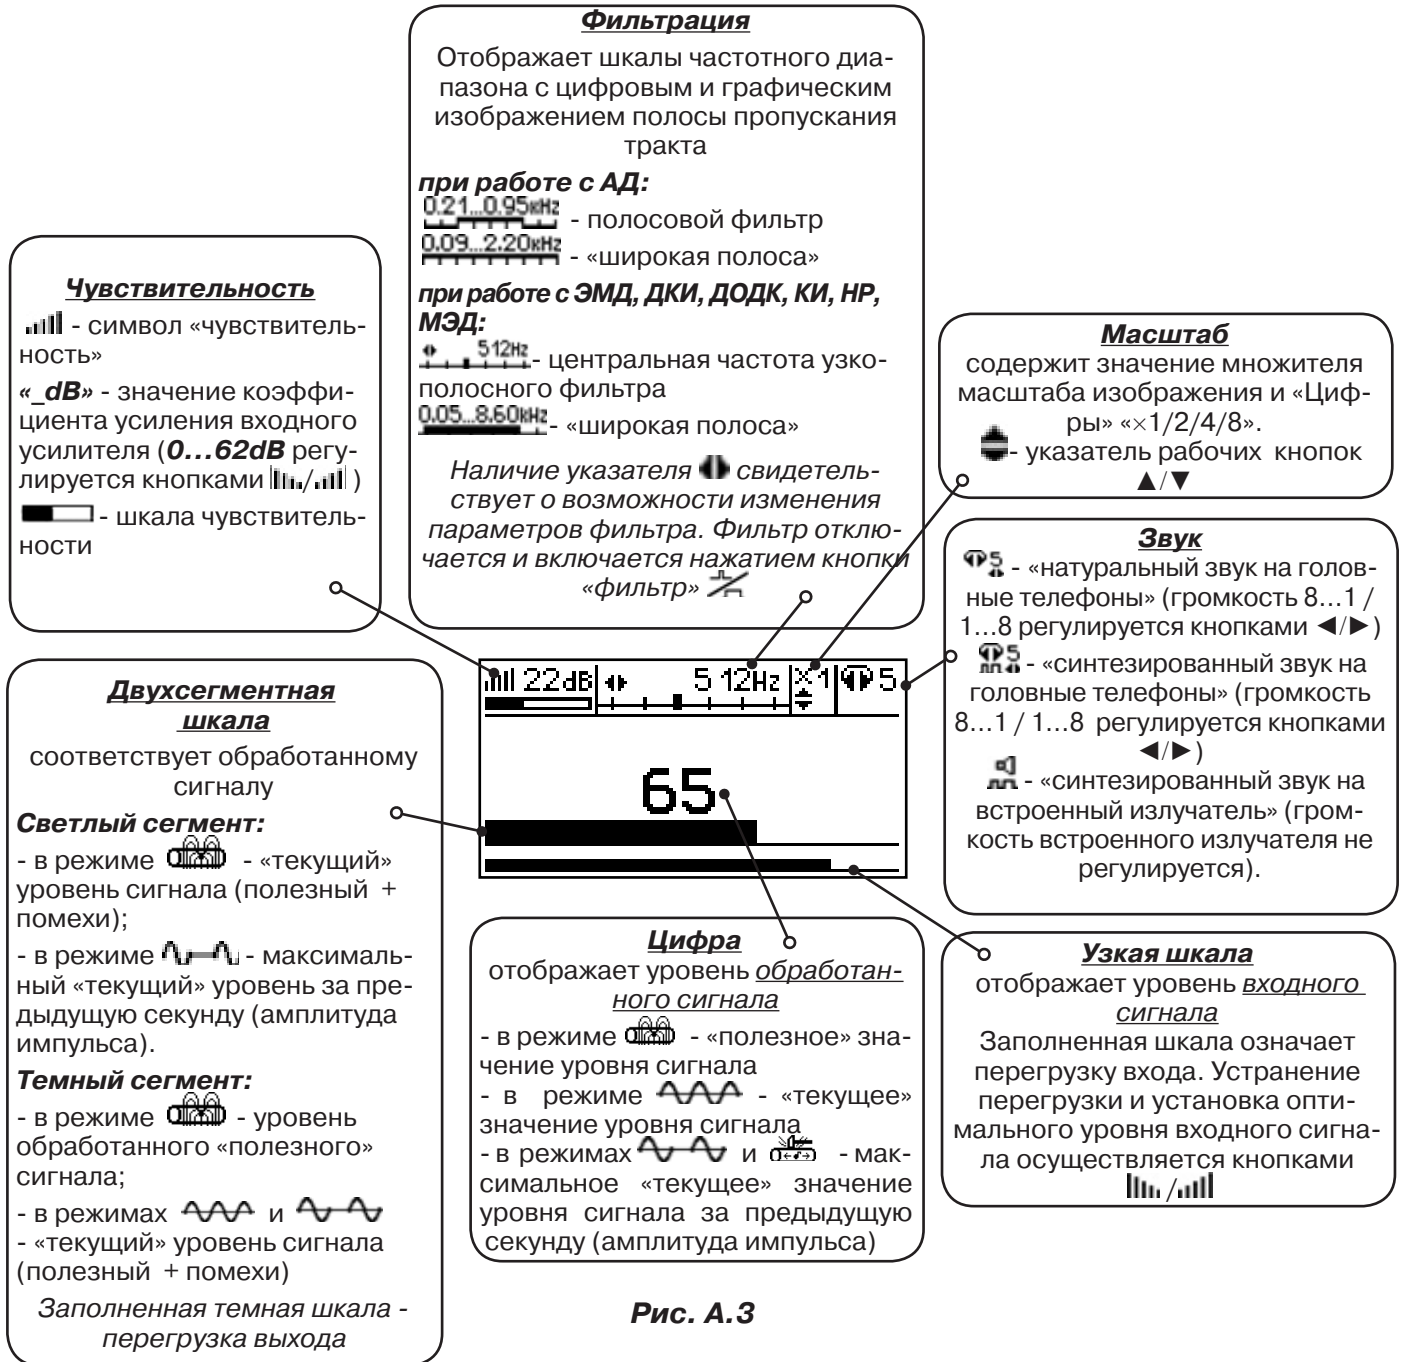 Фильтрация
Отображает шкалы частотного диа-
пазона с цифровым и графическим
изображением полосы пропускания
тракта
при работе с АД:
0.21...0.95кHz - полосовой фильтр
0.09...2.20кHz - «широкая полоса»
при работе с ЭМД, ДКИ, ДОДК, КИ, НР,
МЭД:
512Hz - центральная частота узко-
полосного фильтра
0.05...8.60кHz - «широкая полоса»
Наличие указателя свидетель-
ствует о возможности изменения
параметров фильтра. Фильтр отклю-
чается и включается нажатием кнопки
«фильтр»
Чувствительность
- символ «чувствитель-
ность»
«_dB» - значение коэффи-
циента усиления входного
усилителя (0...62dB регу-
лируется кнопками / )
- шкала чувствитель-
ности
Масштаб
содержит значение множителя
масштаба изображения и «Циф-
ры» «×1/2/4/8».
- указатель рабочих кнопок
▲/▼
Звук
5 - «натуральный звук на голов-
ные телефоны» (громкость 8...1 /
1...8 регулируется кнопками ◄/►)
5 - «синтезированный звук на
головные телефоны» (громкость
8...1 / 1...8 регулируется кнопками
◄/►)
- «синтезированный звук на
встроенный излучатель» (гром-
кость встроенного излучателя не
регулируется).
Двухсегментная
шкала
соответствует обработанному
сигналу
Светлый сегмент:
- в режиме - «текущий»
уровень сигнала (полезный +
помехи);
- в режиме - максималь-
ный «текущий» уровень за пре-
дыдущую секунду (амплитуда
импульса).
Темный сегмент:
- в режиме - уровень
обработанного «полезного»
сигнала;
- в режимах и
- «текущий» уровень сигнала
(полезный + помехи)
Заполненная темная шкала -
перегрузка выхода
22dB 512Hz X1 5
65
Цифра
отображает уровень обработан-
ного сигнала
- в режиме - «полезное» зна-
чение уровня сигнала
- в режиме - «текущее»
значение уровня сигнала
- в режимах и - мак-
симальное «текущее» значение
уровня сигнала за предыдущую
секунду (амплитуда импульса)
Узкая шкала
отображает уровень входного
сигнала
Заполненная шкала означает
перегрузку входа. Устранение
перегрузки и установка опти-
мального уровня входного сигна-
ла осуществляется кнопками
/
Рис. А.3